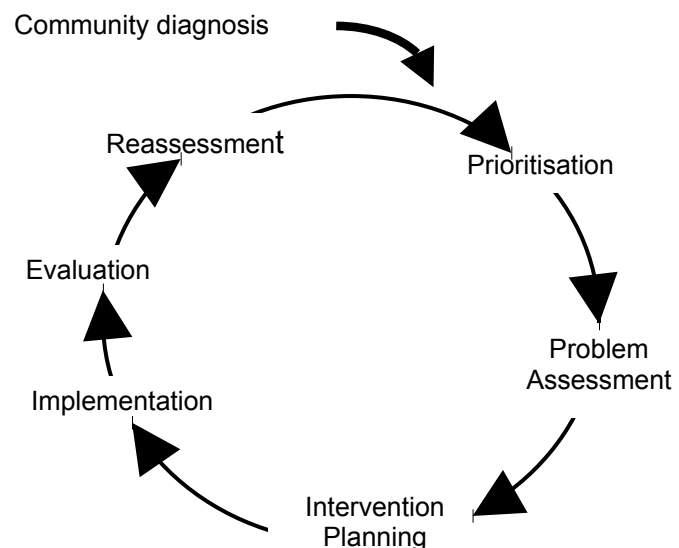 Community diagnosis
Reassessment
Prioritisation
Evaluation
Problem
Assessment
Implementation
Intervention
Planning